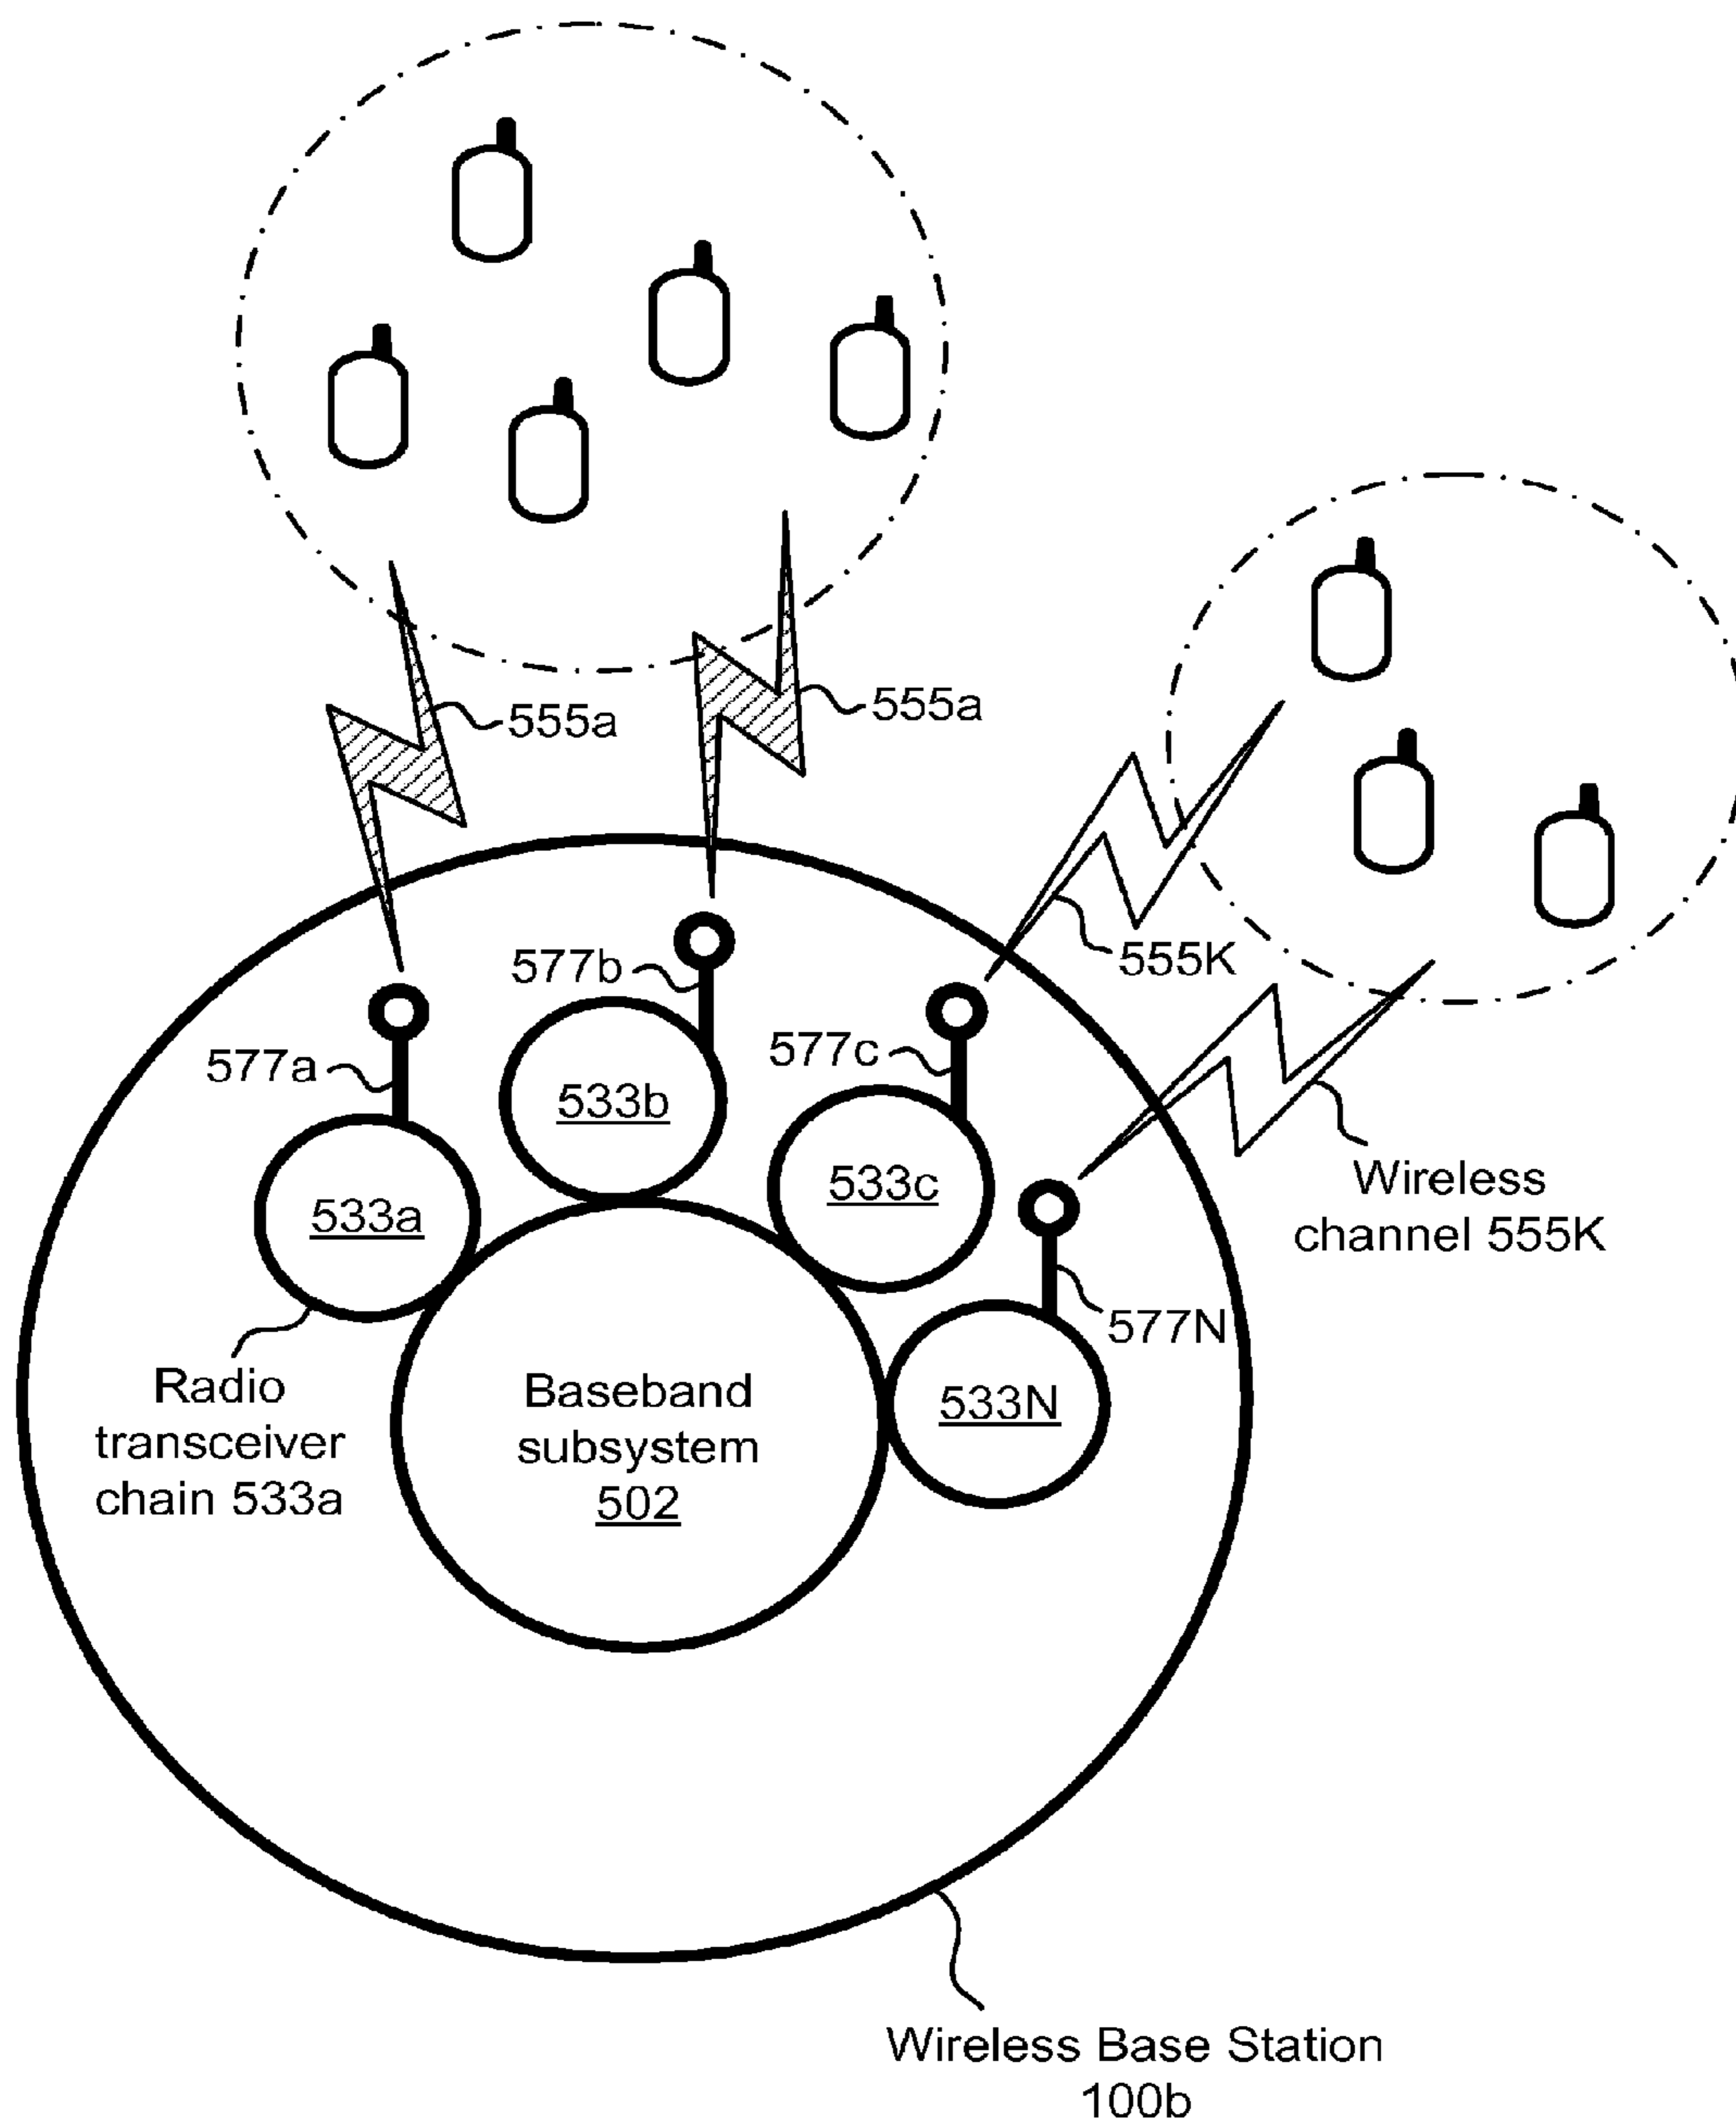 555a
555a
555K
577b
577c
577a
533b
533c
533a
Wireless
channel 555K
577N
Radio
transceiver
chain 533a
Baseband
subsystem
502
533N
Wireless Base Station
100b